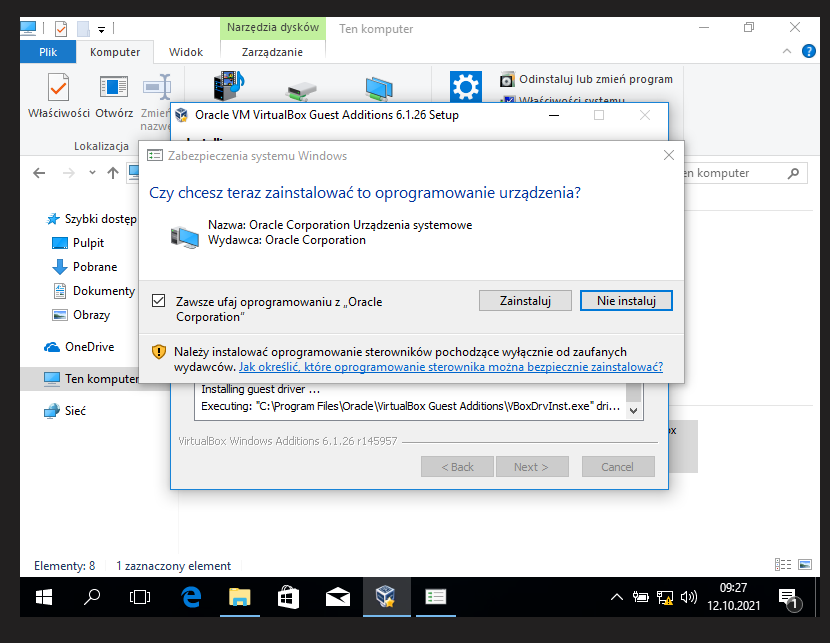 Narzędzia dysków
Ten komputer
Plik
Komputer
Widok
Zarządzanie
Właściwości
Otwórz
Zmień
nazwę
Odinstaluj lub zmień program
Właściwości systemu
Lokalizacja
Oracle VM VirtualBox Guest Additions 6.1.26 Setup
Zabezpieczenia systemu Windows
en komputer
Czy chcesz teraz zainstalować to oprogramowanie urządzenia?
Nazwa: Oracle Corporation Urządzenia systemowe
Wydawca: Oracle Corporation
Zawsze ufaj oprogramowaniu z „Oracle
Corporation”
Zainstaluj
Nie instaluj
Należy instalować oprogramowanie sterowników pochodzące wyłącznie od zaufanych
wydawców. Jak określić, które oprogramowanie sterownika można bezpiecznie zainstalować?
Szybki dostęp
Pulpit
Pobrane
Dokumenty
Obrazy
OneDrive
Ten komputer
Sieć
Installing guest driver ...
Executing: "C:\Program Files\Oracle\VirtualBox Guest Additions\VBoxDrvInst.exe" dri...
VirtualBox Windows Additions 6.1.26 r145957
< Back
Next >
Cancel
Elementy: 8
1 zaznaczony element
09:27
12.10.2021
1